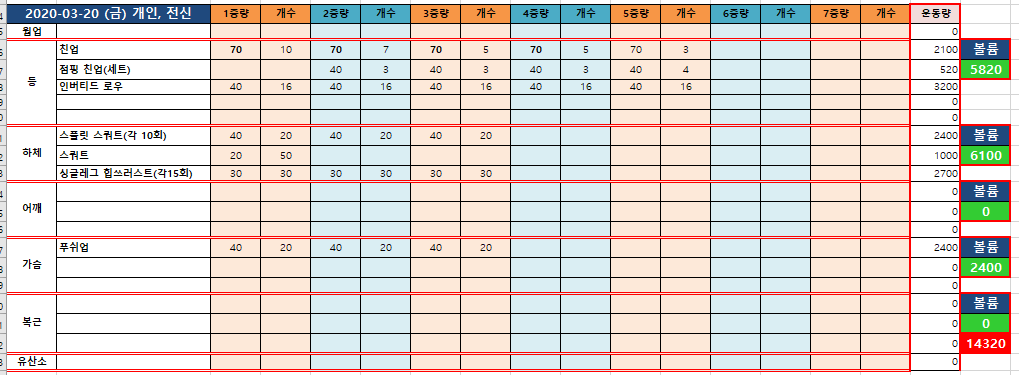 2020-03-20 (금) 개인, 전신 1중량 개수 2중량 개수 3중량 개수 4중량 개수 5중량 개수 6중량 개수 7중량 개수 운동량
웜업 0
친업 70 10 70 7 70 5 70 5 70 3 2100 볼륨
점핑 친업(세트) 40 3 40 3 40 3 40 4 520 5820
등 인버티드 로우 40 16 40 16 40 16 40 16 40 16 3200
0
0
스플릿 스쿼트(각 10회) 40 20 40 20 40 20 2400 볼륨
하체 스쿼트 20 50 1000 6100
싱글레그 힙쓰러스트(각15회) 30 30 30 30 30 30 2700
0 볼륨
어깨 0 0
0
푸쉬업 40 20 40 20 40 20 2400 볼륨
가슴 0 2400
0
0 볼륨
복근 0 0
0 14320
유산소 0